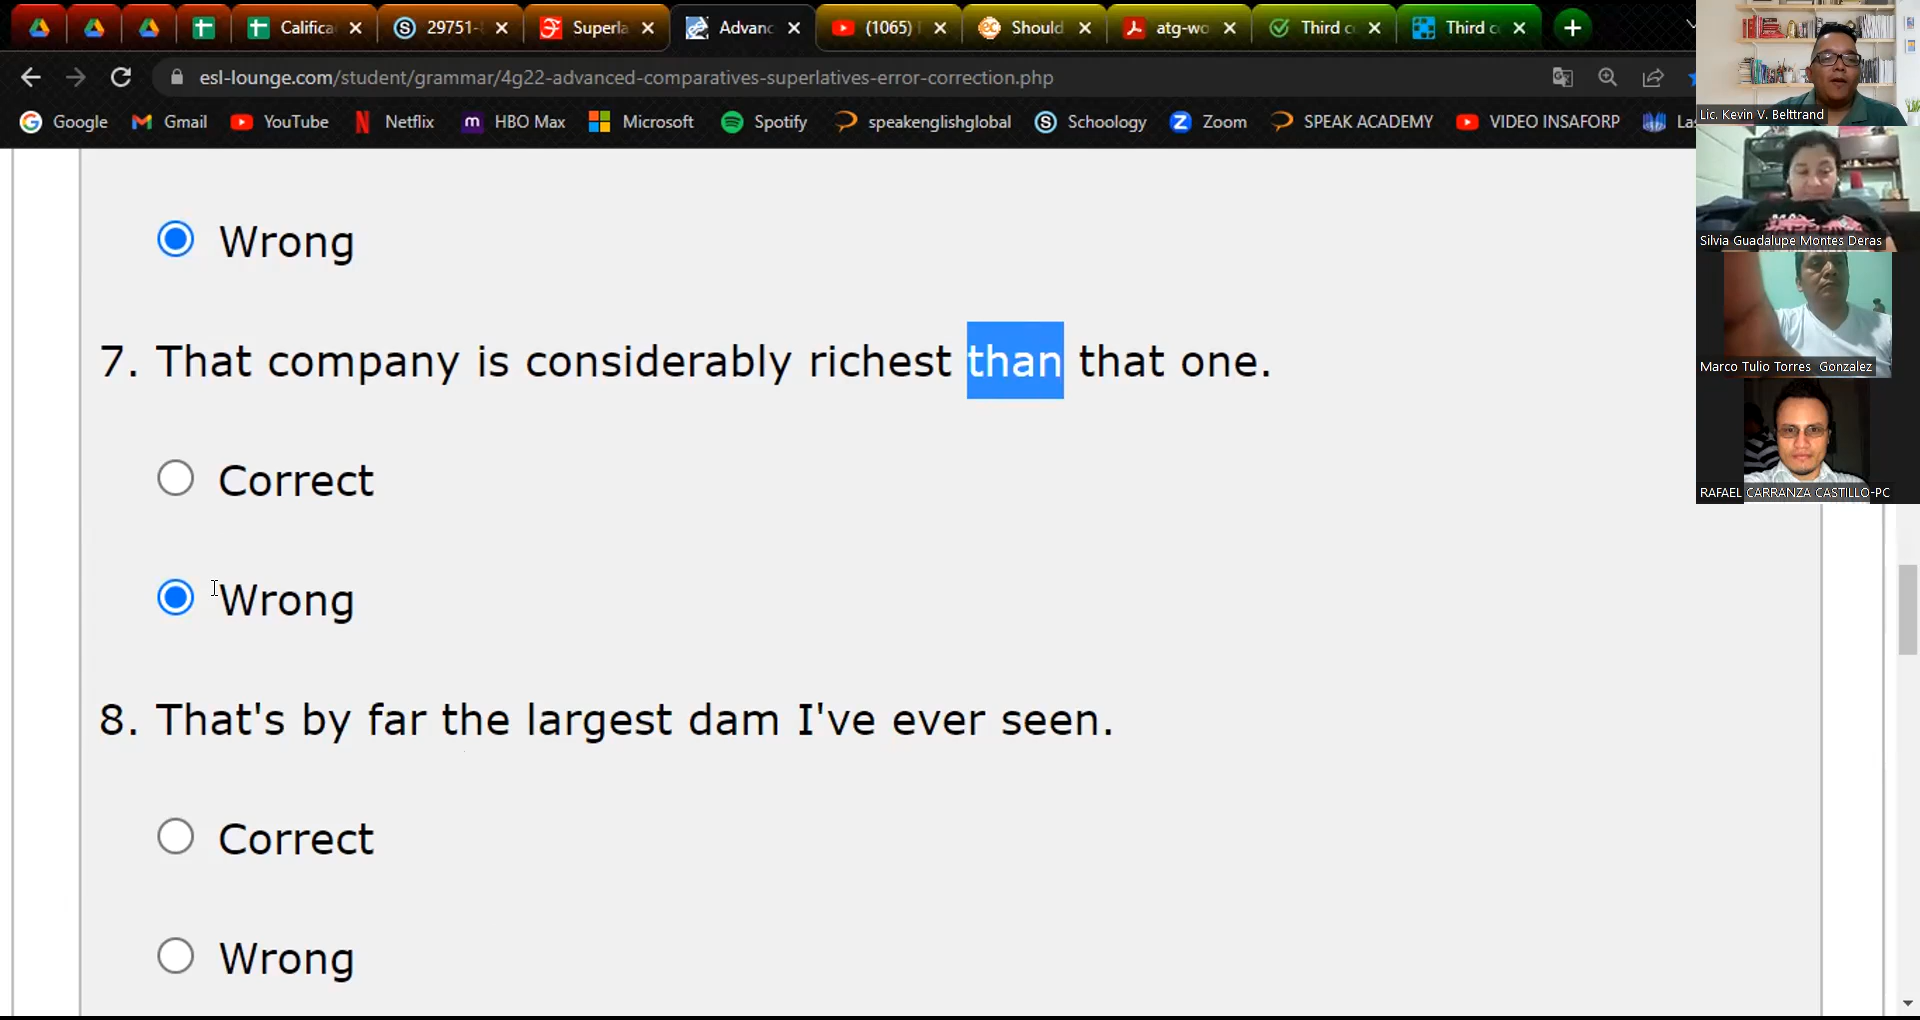 Califica
29751-
Superla
Advanc
(1065)
Should
atg-wo
Third c
Third c
esl-lounge.com/student/grammar/4g22-advanced-comparatives-superlatives-error-correction.php
Google Gmail YouTube Netflix HBO Max Microsoft Spotify speakenglishglobal Schoology Zoom SPEAK ACADEMY VIDEO INSAFORP La
Lic. Kevin V. Belttrand
Silvia Guadalupe Montes Deras
Marco Tulio Torres Gonzalez
RAFAEL CARRANZA CASTILLO-PC
Wrong
7. That company is considerably richest than that one.
Correct
Wrong
8. That's by far the largest dam I've ever seen.
Correct
Wrong